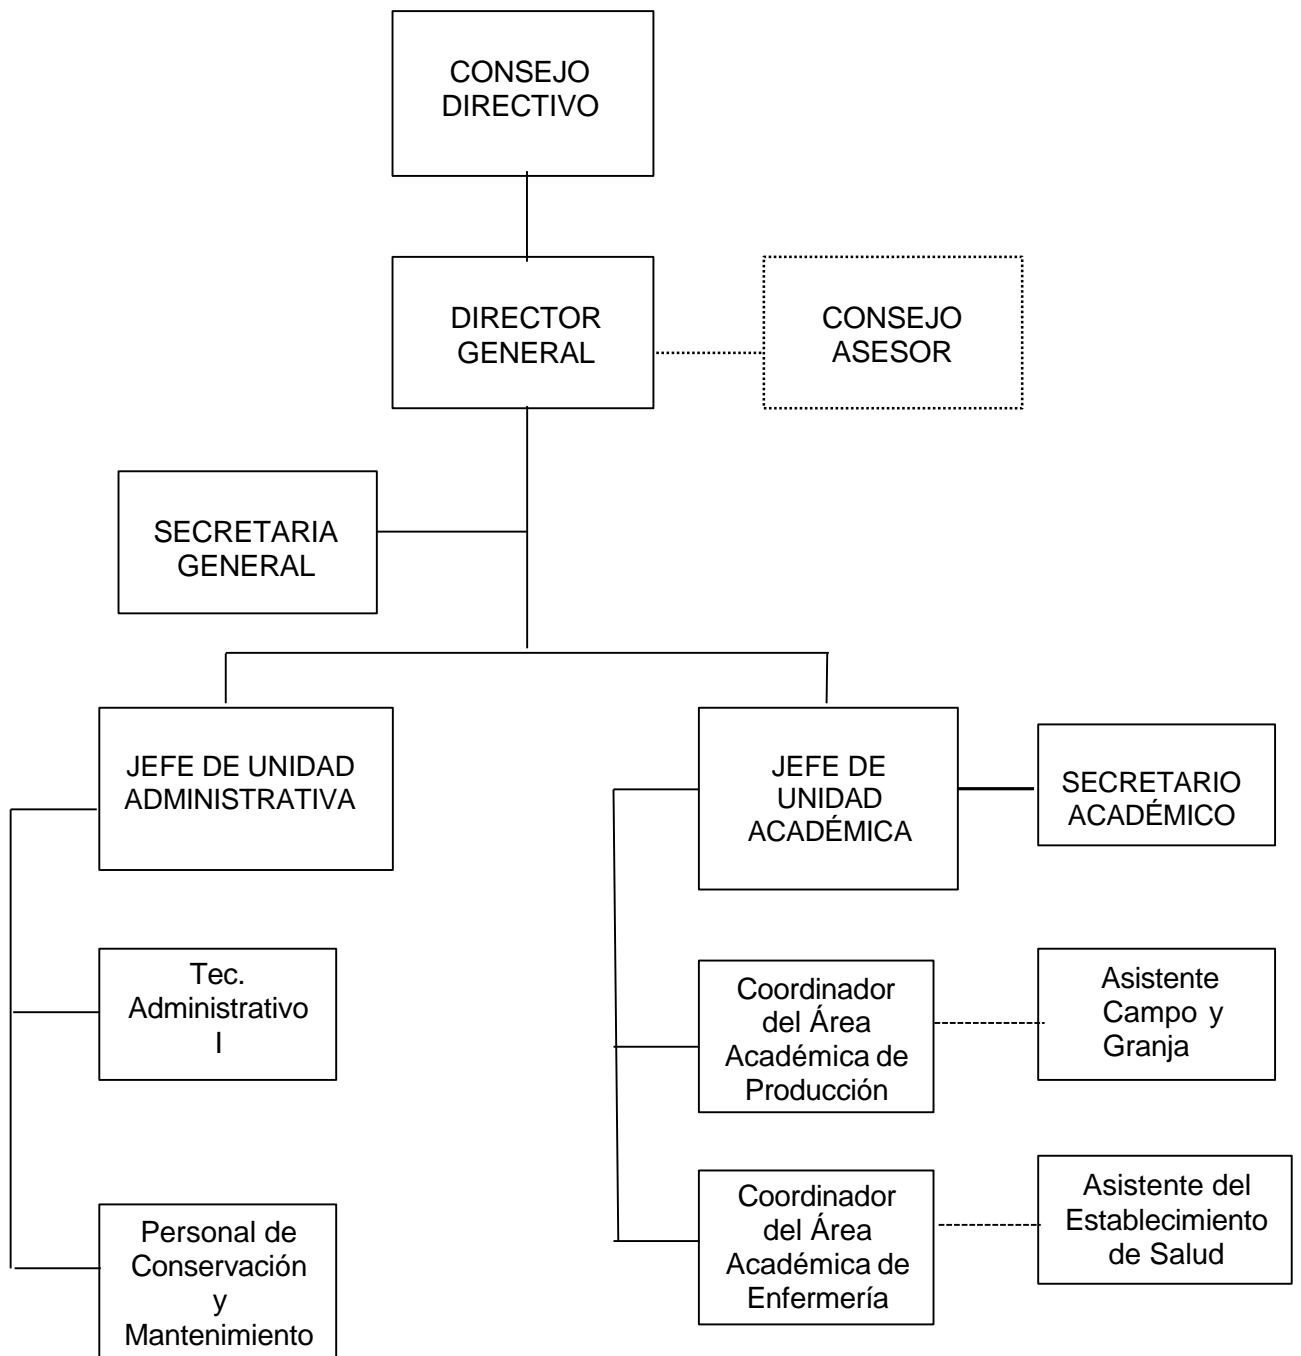 CONSEJO
DIRECTIVO
DIRECTOR
GENERAL
CONSEJO
ASESOR
SECRETARIA
GENERAL
JEFE DE UNIDAD
ADMINISTRATIVA
JEFE DE
UNIDAD
ACADÉMICA
SECRETARIO
ACADÉMICO
Tec.
Administrativo
I
Coordinador
del Área
Académica de
Producción
Asistente
Campo y
Granja
Personal de
Conservación
y
Mantenimiento
Coordinador
del Área
Académica de
Enfermería
Asistente del
Establecimiento
de Salud